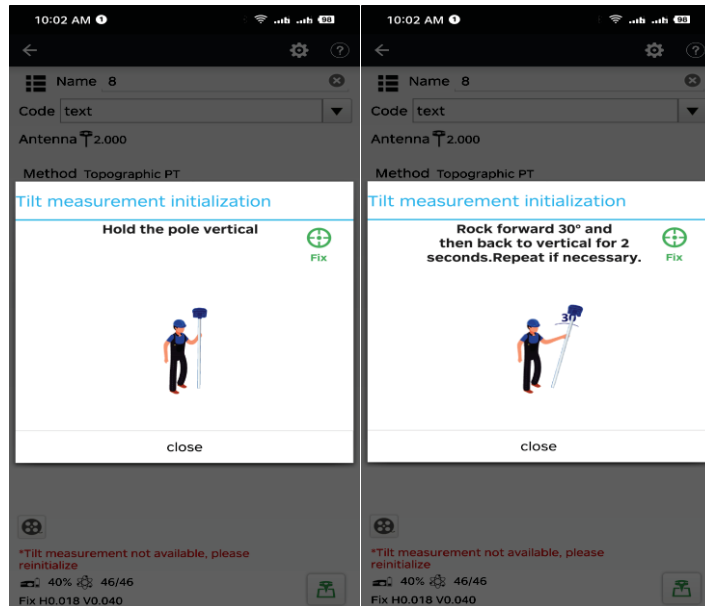 10:02 AM 1
98
?
Name 8
Code text
Antenna 2.000
Method Topographic PT
Tilt measurement initialization
Hold the pole vertical
Fix
close
*Tilt measurement not available, please
reinitialize
40% 46/46
Fix H0.018 V0.040
10:02 AM 1
98
?
Name 8
Code text
Antenna 2.000
Method Topographic PT
Tilt measurement initialization
Rock forward 30° and
then back to vertical for 2
seconds.Repeat if necessary.
Fix
30
close
*Tilt measurement not available, please
reinitialize
40% 46/46
Fix H0.018 V0.040